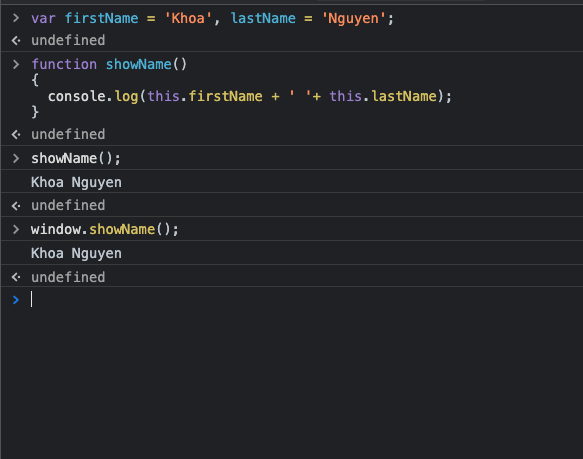 > var firstName = 'Khoa', lastName = 'Nguyen';
< undefined
> function showName()
{
  console.log(this.firstName + ' '+ this.lastName);
}
< undefined
> showName();
Khoa Nguyen
< undefined
> window.showName();
Khoa Nguyen
< undefined
>